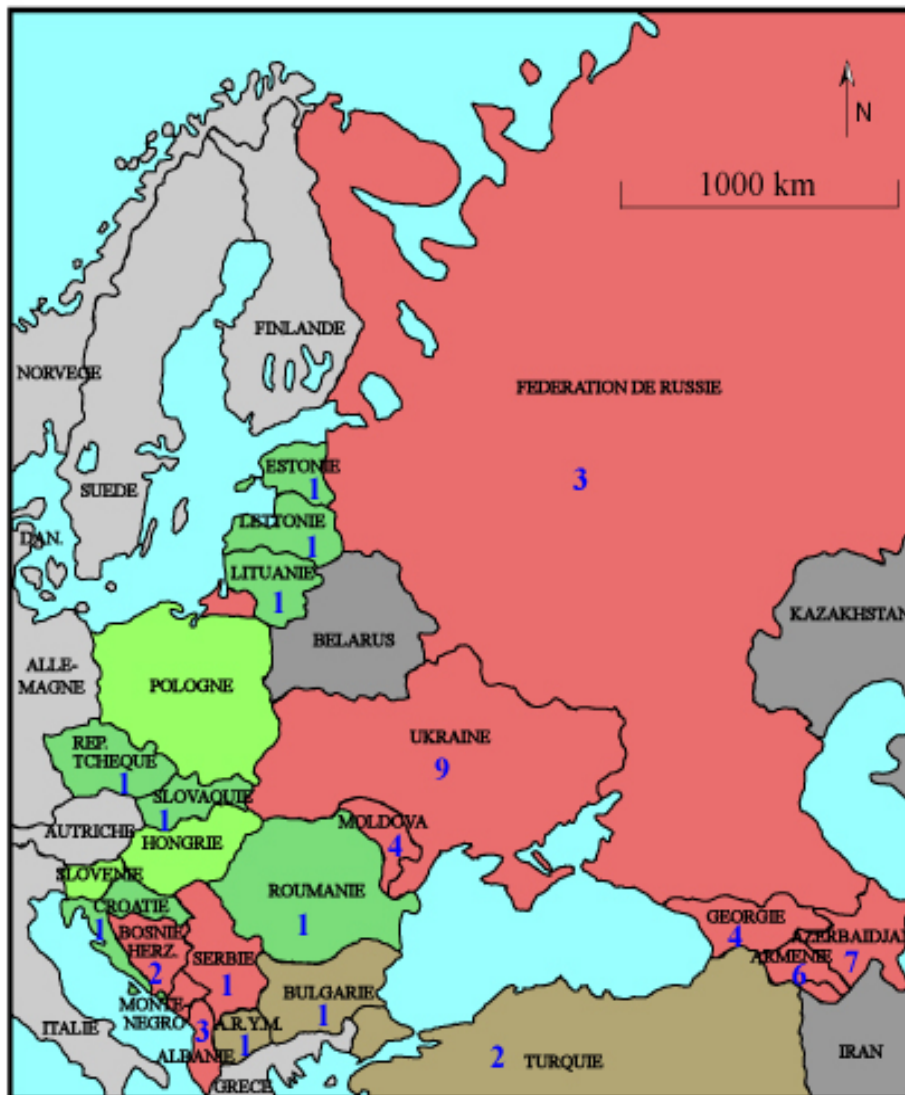 N
1000 km
FINLANDE
NORVEGE
FEDERATION DE RUSSIE
3
ESTONIE
1
SUEDE
LETTONIE
1
DAN.
LITUANIE
1
KAZAKHSTAN
BELARUS
ALLE-
MAGNE
POLOGNE
UKRAINE
9
REP.
TCHEQUE
1
SLOVAQUIE
1
AUTRICHE
MOLDOVA
4
HONGRIE
SLOVENIE
ROUMANIE
1
CROATIE
1
BOSNIE
HERZ.
2
SERBIE
1
GEORGIE
4
AZERBAIDJAN
7
ARMENIE
6
BULGARIE
1
MONTE-
NEGRO
3
A.R.Y.M.
1
ITALIE
ALBANIE
2
TURQUIE
IRAN
GRECE